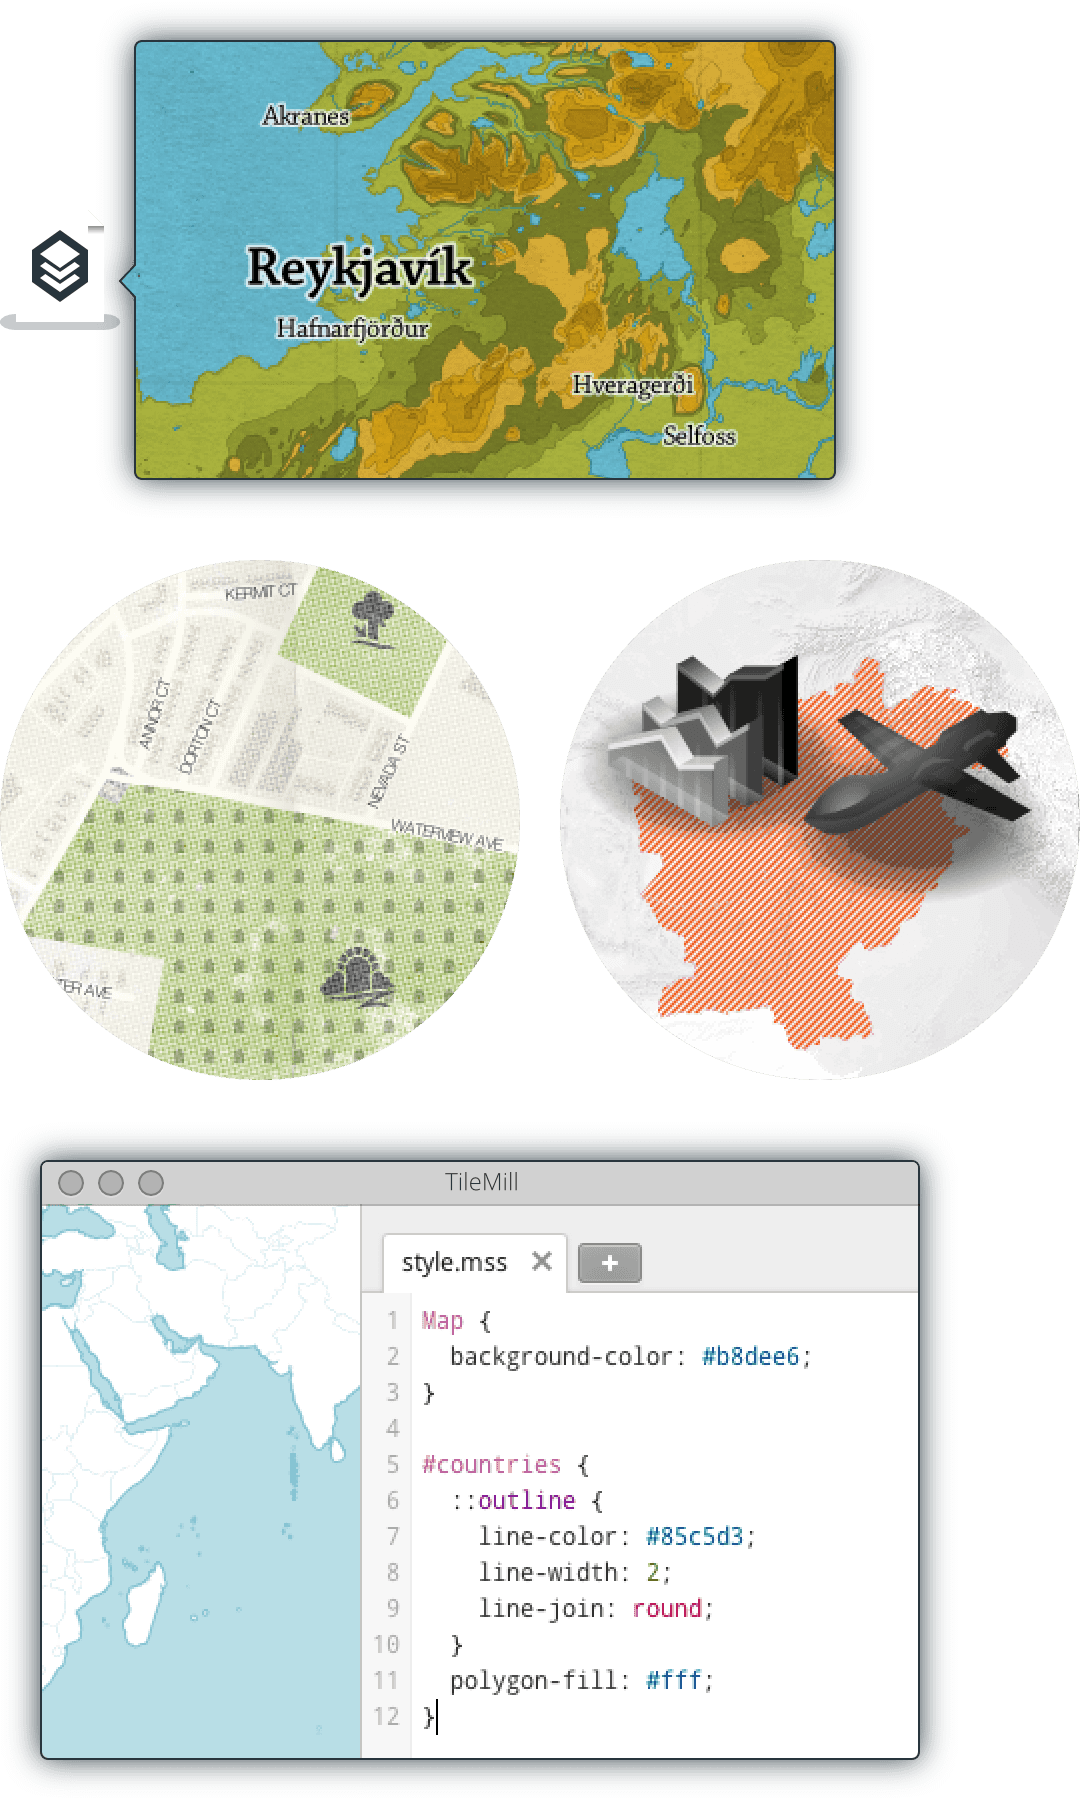 Akranes
Reykjavík
Hafnarfjörður
Hveragerði
Selfoss
KERMIT CT
ANNOR CT
DORTON CT
NEVADA ST
WATERVIEW AVE
TER AVE
TileMill
style.mss
1 Map {
2 background-color: #b8dee6;
3 }
4
5 #countries {
6 ::outline {
7 line-color: #85c5d3;
8 line-width: 2;
9 line-join: round;
10 }
11 polygon-fill: #fff;
12 }